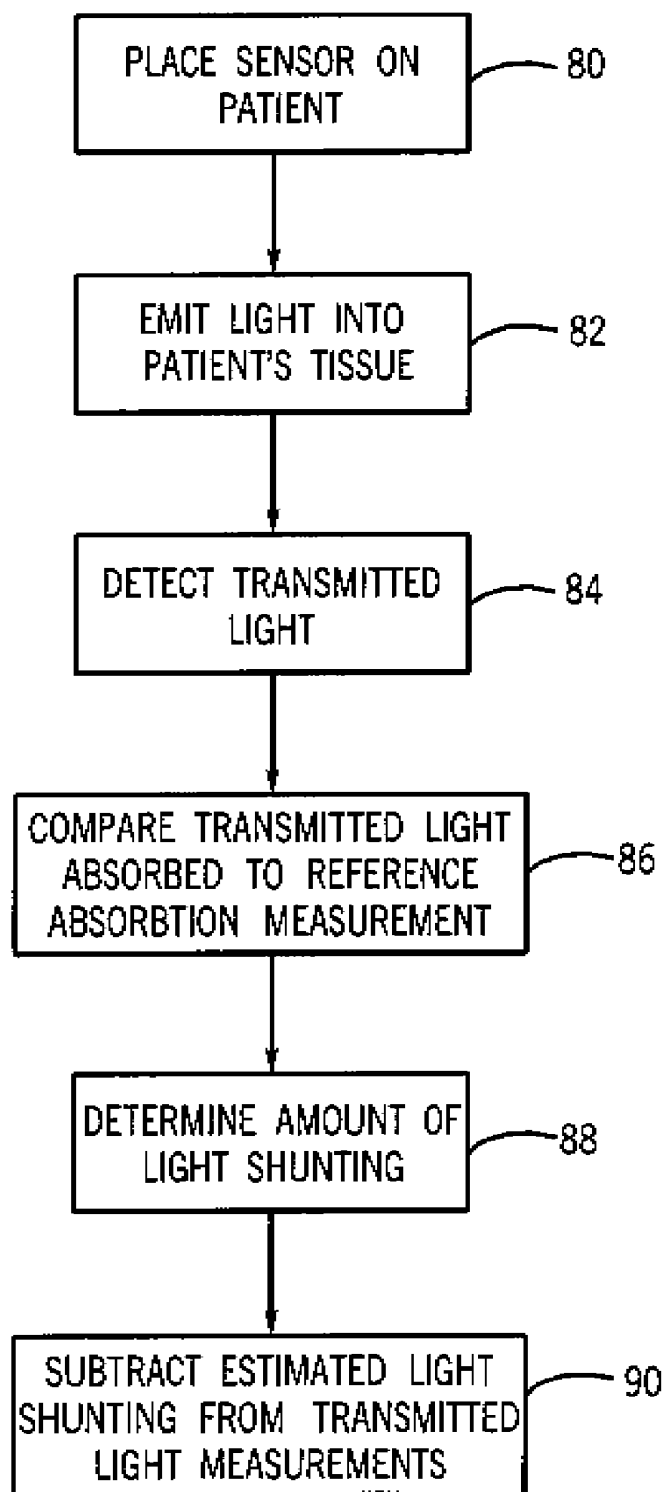 PLACE SENSOR ON
PATIENT
80
EMIT LIGHT INTO
PATIENT'S TISSUE
82
DETECT TRANSMITTED
LIGHT
84
COMPARE TRANSMITTED LIGHT
ABSORBED TO REFERENCE
ABSORBTION MEASUREMENT
86
DETERMINE AMOUNT OF
LIGHT SHUNTING
88
SUBTRACT ESTIMATED LIGHT
SHUNTING FROM TRANSMITTED
LIGHT MEASUREMENTS
90